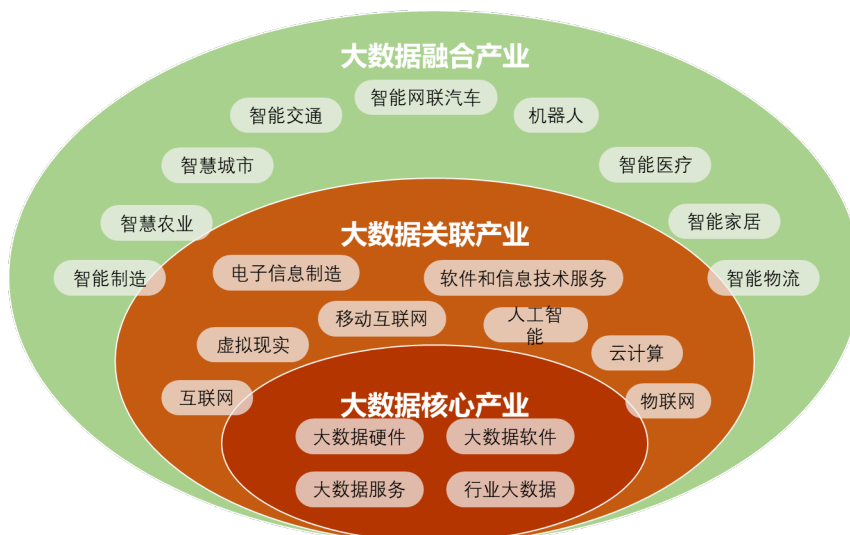 大数据融合产业
智能网联汽车
智能交通
机器人
智慧城市
智能医疗
智慧农业
智能家居
智能制造
智能物流
大数据关联产业
电子信息制造
软件和信息技术服务
移动互联网
人工智
能
虚拟现实
云计算
互联网
物联网
大数据核心产业
大数据硬件
大数据软件
大数据服务
行业大数据